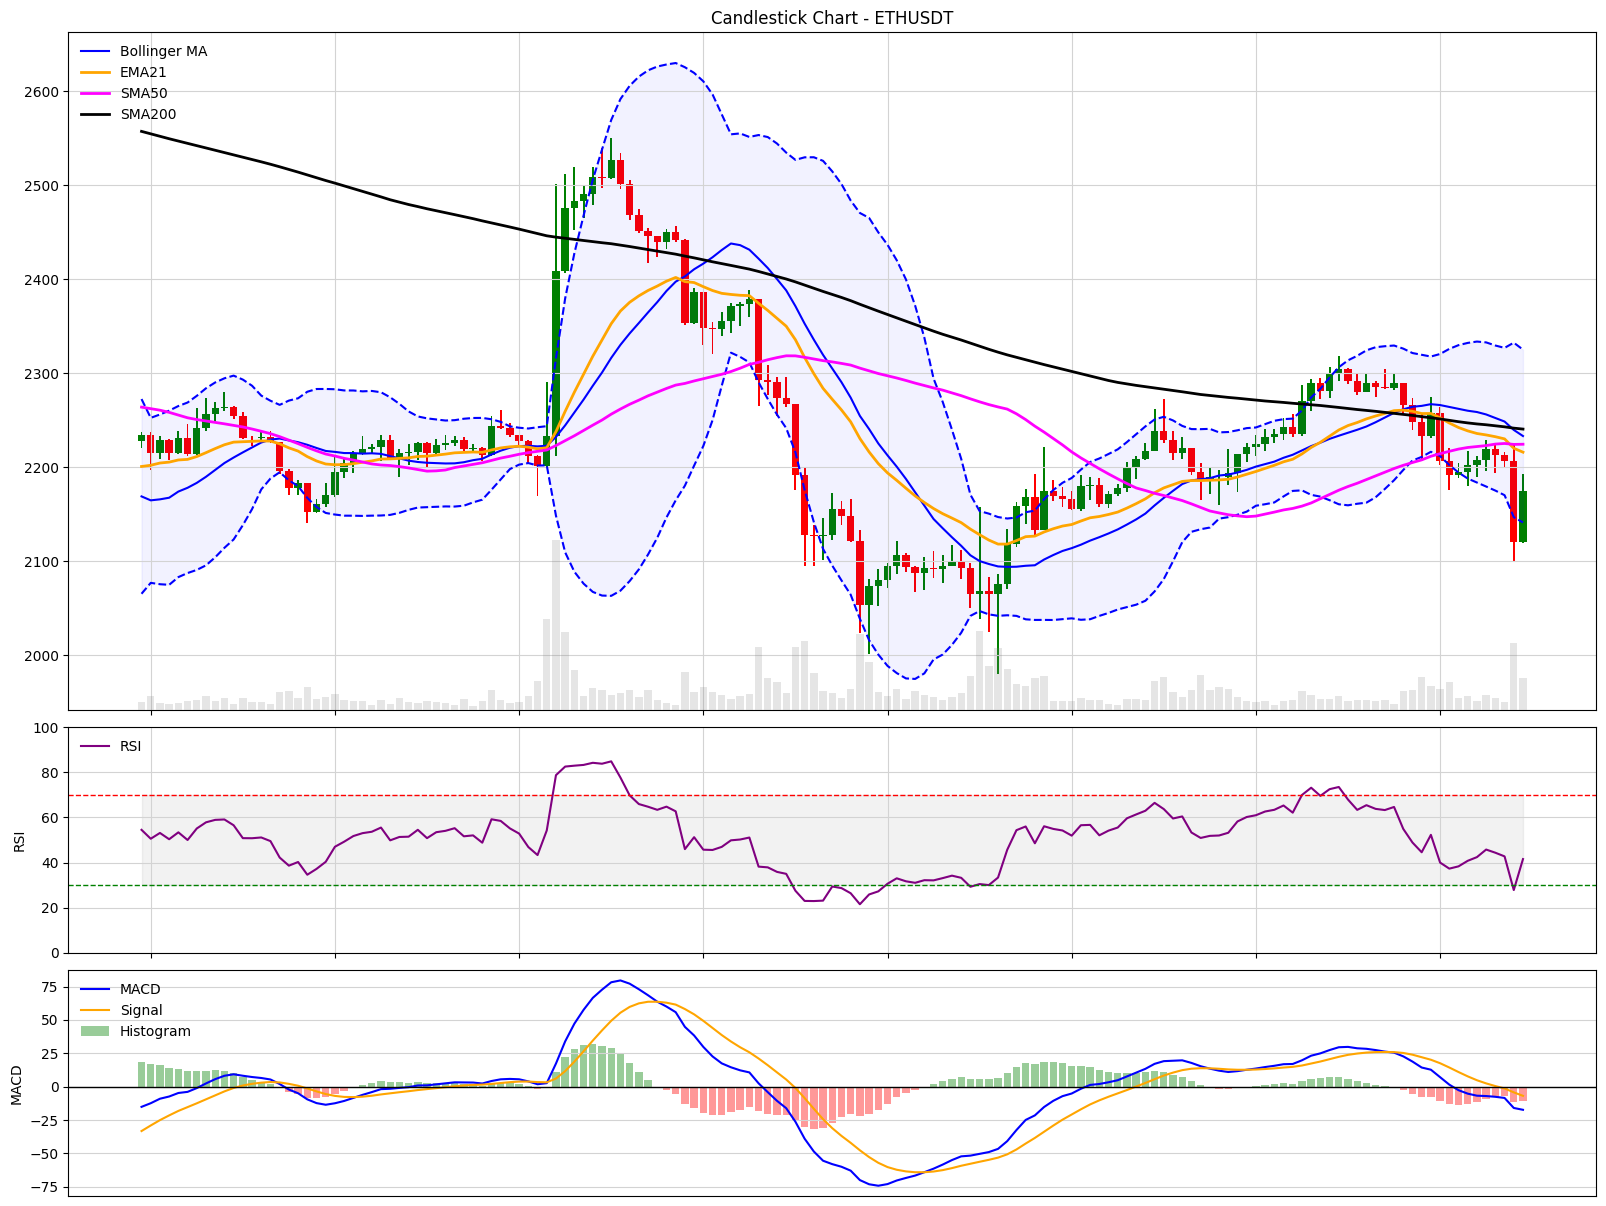 Candlestick Chart - ETHUSDT
Bollinger MA
EMA21
SMA50
SMA200
2600
2500
2400
2300
2200
2100
2000
RSI
100
80
60
40
20
0
RSI
MACD
Signal
Histogram
75
50
25
0
−25
−50
−75
MACD